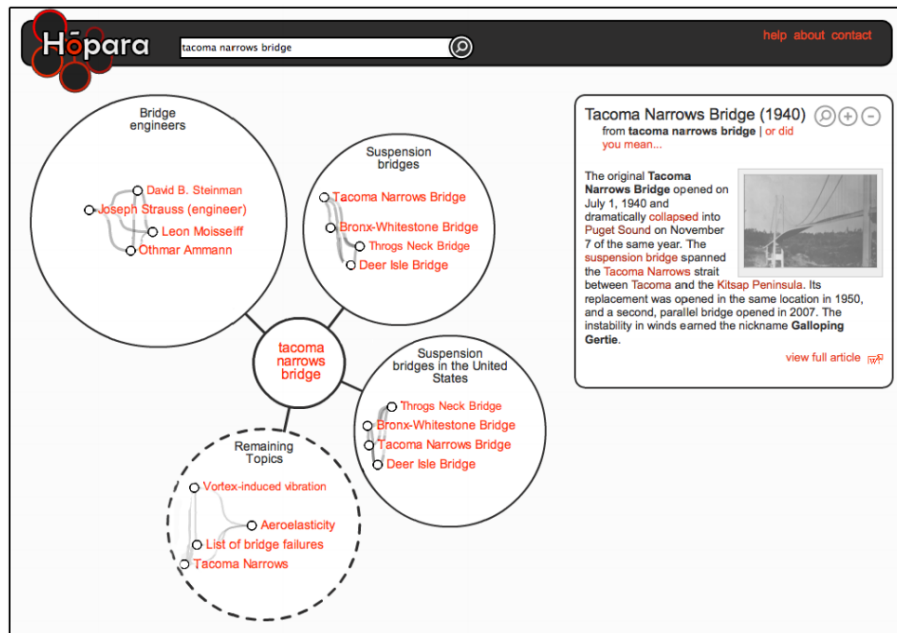 Hōpara
tacoma narrows bridge
help about contact
Bridge
engineers
David B. Steinman
Joseph Strauss (engineer)
Leon Moisseiff
Othmar Ammann
Suspension
bridges
Tacoma Narrows Bridge
Bronx-Whitestone Bridge
Throgs Neck Bridge
Deer Isle Bridge
tacoma
narrows
bridge
Suspension
bridges in the United
States
Throgs Neck Bridge
Bronx-Whitestone Bridge
Tacoma Narrows Bridge
Deer Isle Bridge
Remaining
Topics
Vortex-induced vibration
Aeroelasticity
List of bridge failures
Tacoma Narrows
Tacoma Narrows Bridge (1940)
from tacoma narrows bridge | or did
you mean...
The original Tacoma
Narrows Bridge opened on
July 1, 1940 and
dramatically collapsed into
Puget Sound on November
7 of the same year. The
suspension bridge spanned
the Tacoma Narrows strait
between Tacoma and the Kitsap Peninsula. Its
replacement was opened in the same location in 1950,
and a second, parallel bridge opened in 2007. The
instability in winds earned the nickname Galloping
Gertie.
view full article